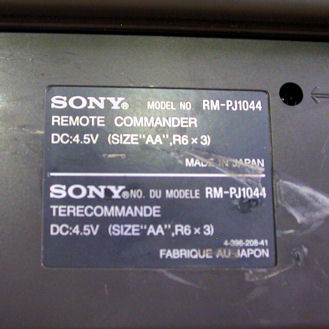 SONY® MODEL NO. RM-PJ1044
REMOTE COMMANDER
DC:4.5V (SIZE"AA",R6×3)
MADE IN JAPAN
SONY® NO. DU MODELE RM-PJ1044
TERECOMMANDE
DC:4.5V (SIZE"AA",R6×3)
4-396-208-41
FABRIQUE AU JAPON